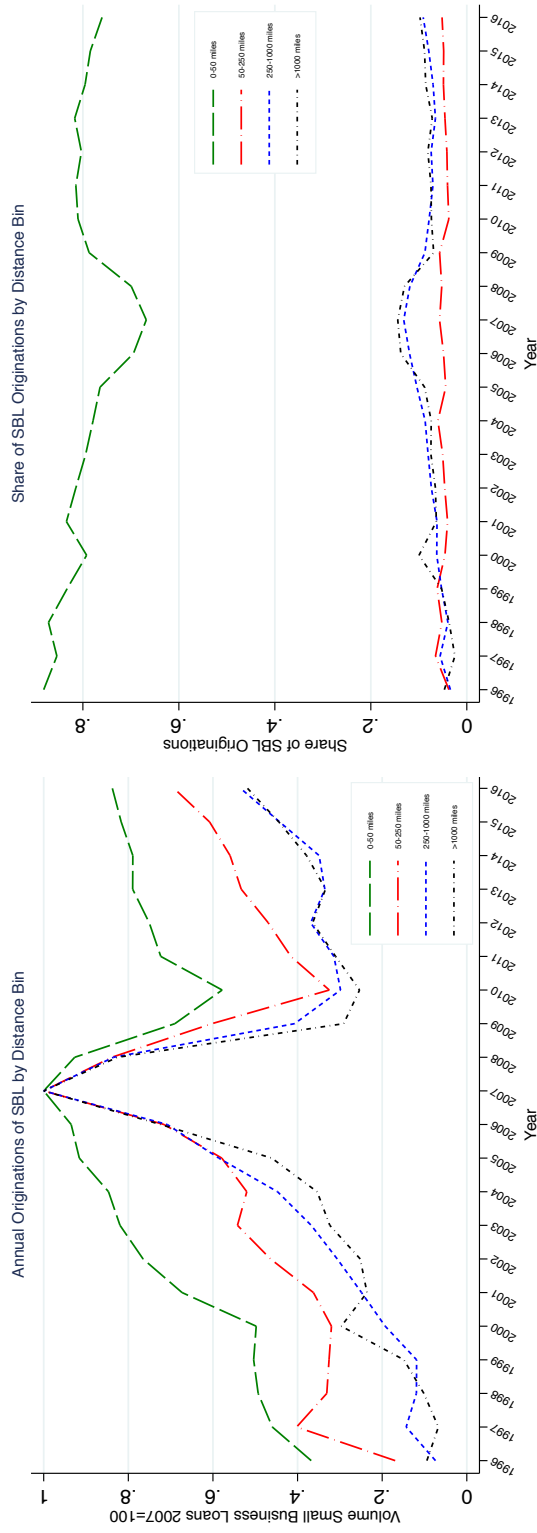 Annual Originations of SBL by Distance Bin
Volume Small Business Loans 2007=100
1
.8
.6
.4
.2
0
1996 1997 1998 1999 2000 2001 2002 2003 2004 2005 2006 2007 2008 2009 2010 2011 2012 2013 2014 2015 2016
Year
0-50 miles
50-250 miles
250-1000 miles
>1000 miles
Share of SBL Originations by Distance Bin
Share of SBL Originations
.8
.6
.4
.2
0
1996 1997 1998 1999 2000 2001 2002 2003 2004 2005 2006 2007 2008 2009 2010 2011 2012 2013 2014 2015 2016
Year
0-50 miles
50-250 miles
250-1000 miles
>1000 miles